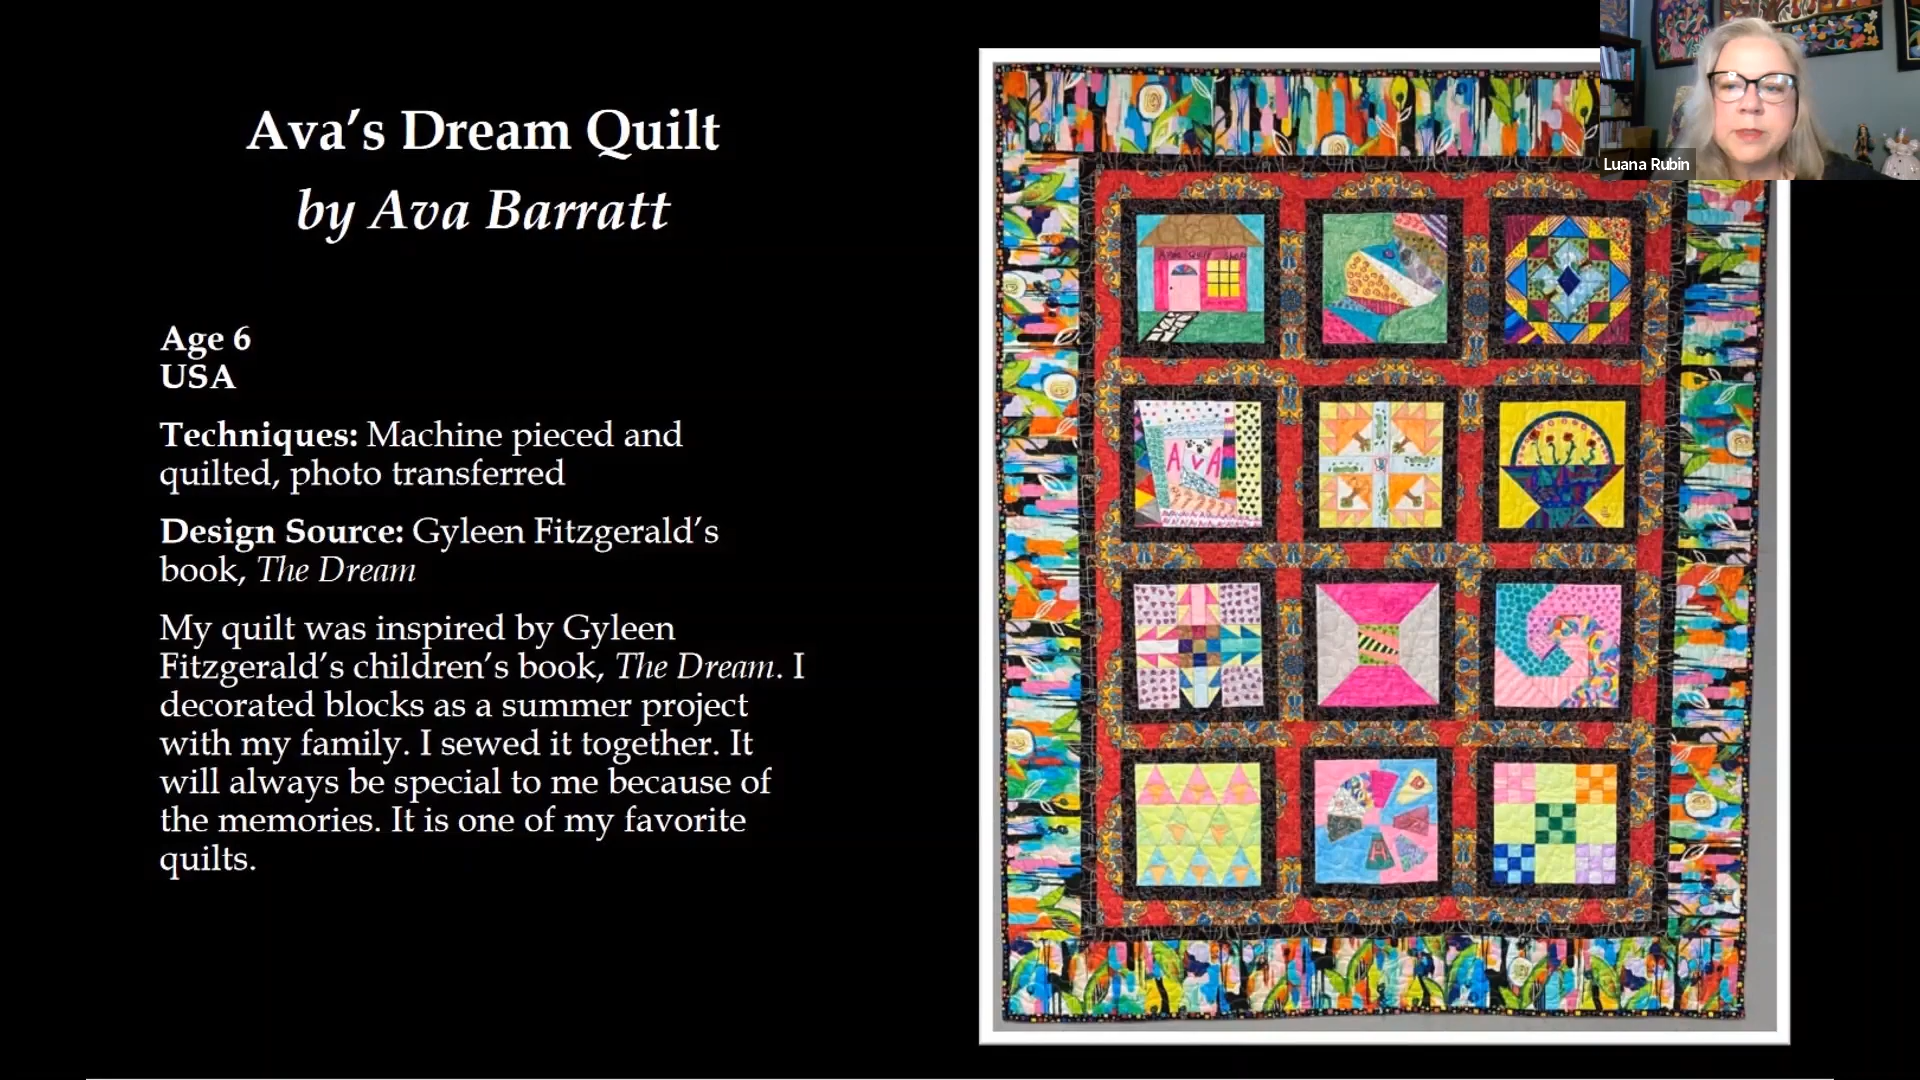 Ava’s Dream Quilt
by Ava Barratt
Age 6
USA
Techniques: Machine pieced and
quilted, photo transferred
Design Source: Gyleen Fitzgerald’s
book, The Dream
My quilt was inspired by Gyleen
Fitzgerald’s children’s book, The Dream. I
decorated blocks as a summer project
with my family. I sewed it together. It
will always be special to me because of
the memories. It is one of my favorite
quilts.
Luana Rubin
AvA
A